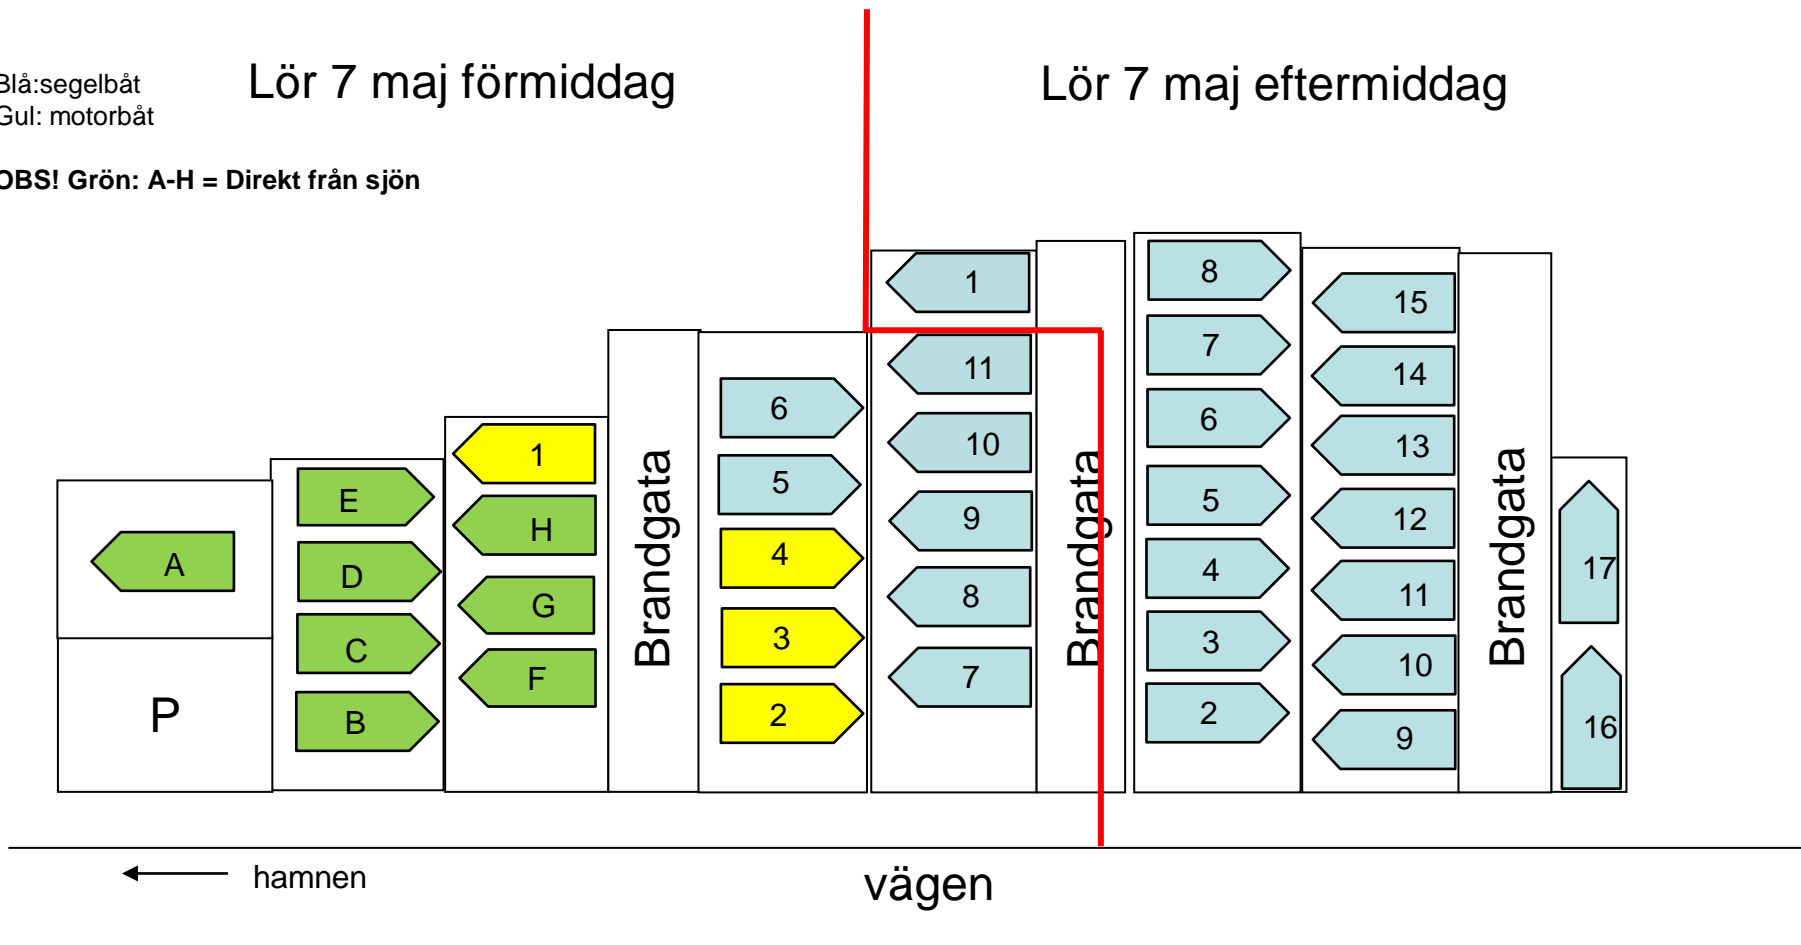 Lör 7 maj förmiddag
Lör 7 maj eftermiddag
Blå:segelbåt
Gul: motorbåt
OBS! Grön: A-H = Direkt från sjön
A
P
E
D
C
B
1
H
G
F
Brandgata
6
5
4
3
2
1
11
10
9
8
7
Brandgata
8
7
6
5
4
3
2
15
14
13
12
11
10
9
Brandgata
17
16
hamnen
vägen